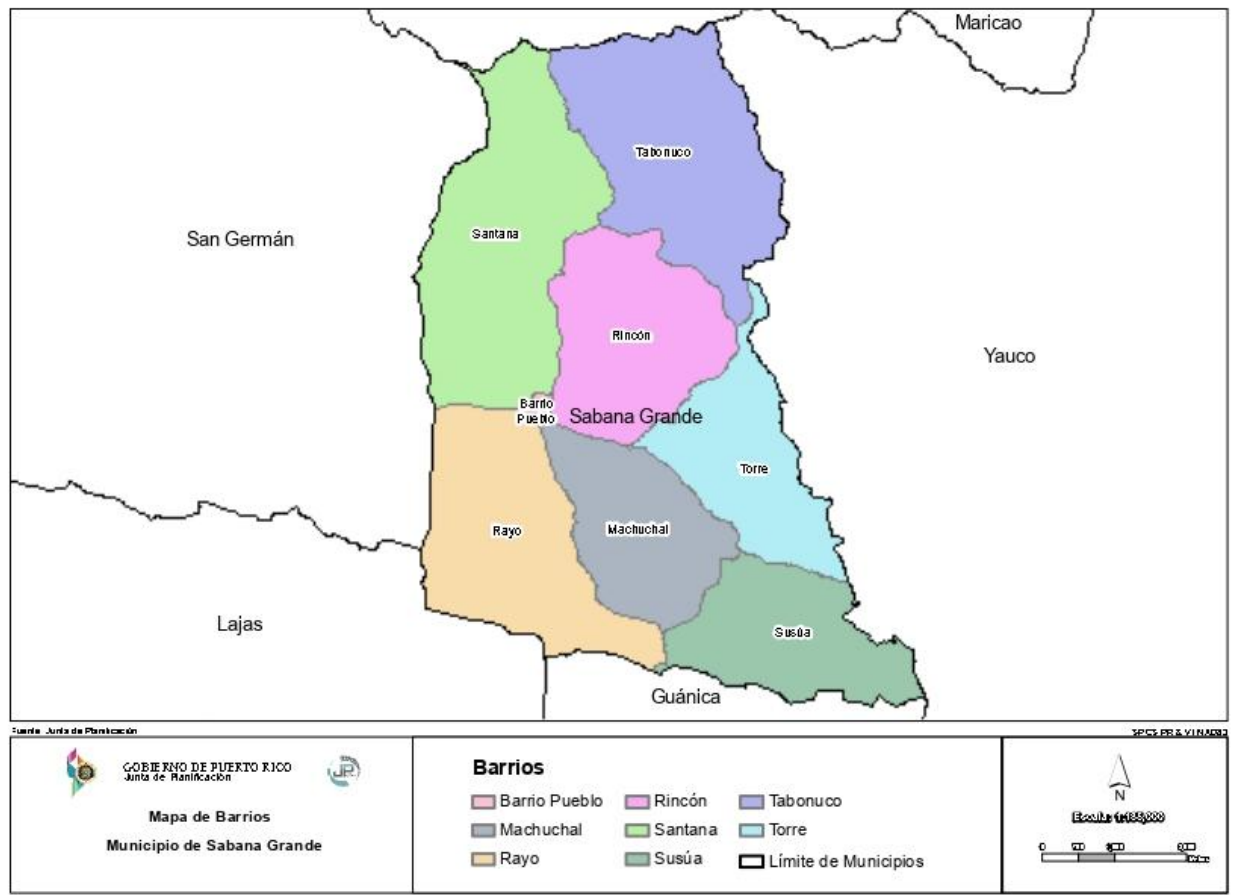 Maricao
Tabonuco
San Germán
Santana
Rincón
Yauco
Barrio
Pueblo
Sabana Grande
Torre
Rayo
Machuchal
Lajas
Susúa
Guánica
Fuente: Junta de Planificación
GOBIERNO DE PUERTO RICO
Junta de Planificación
JP
Mapa de Barrios
Municipio de Sabana Grande
Barrios
Barrio Pueblo
Rincón
Tabonuco
Machuchal
Santana
Torre
Rayo
Susúa
Límite de Municipios
N